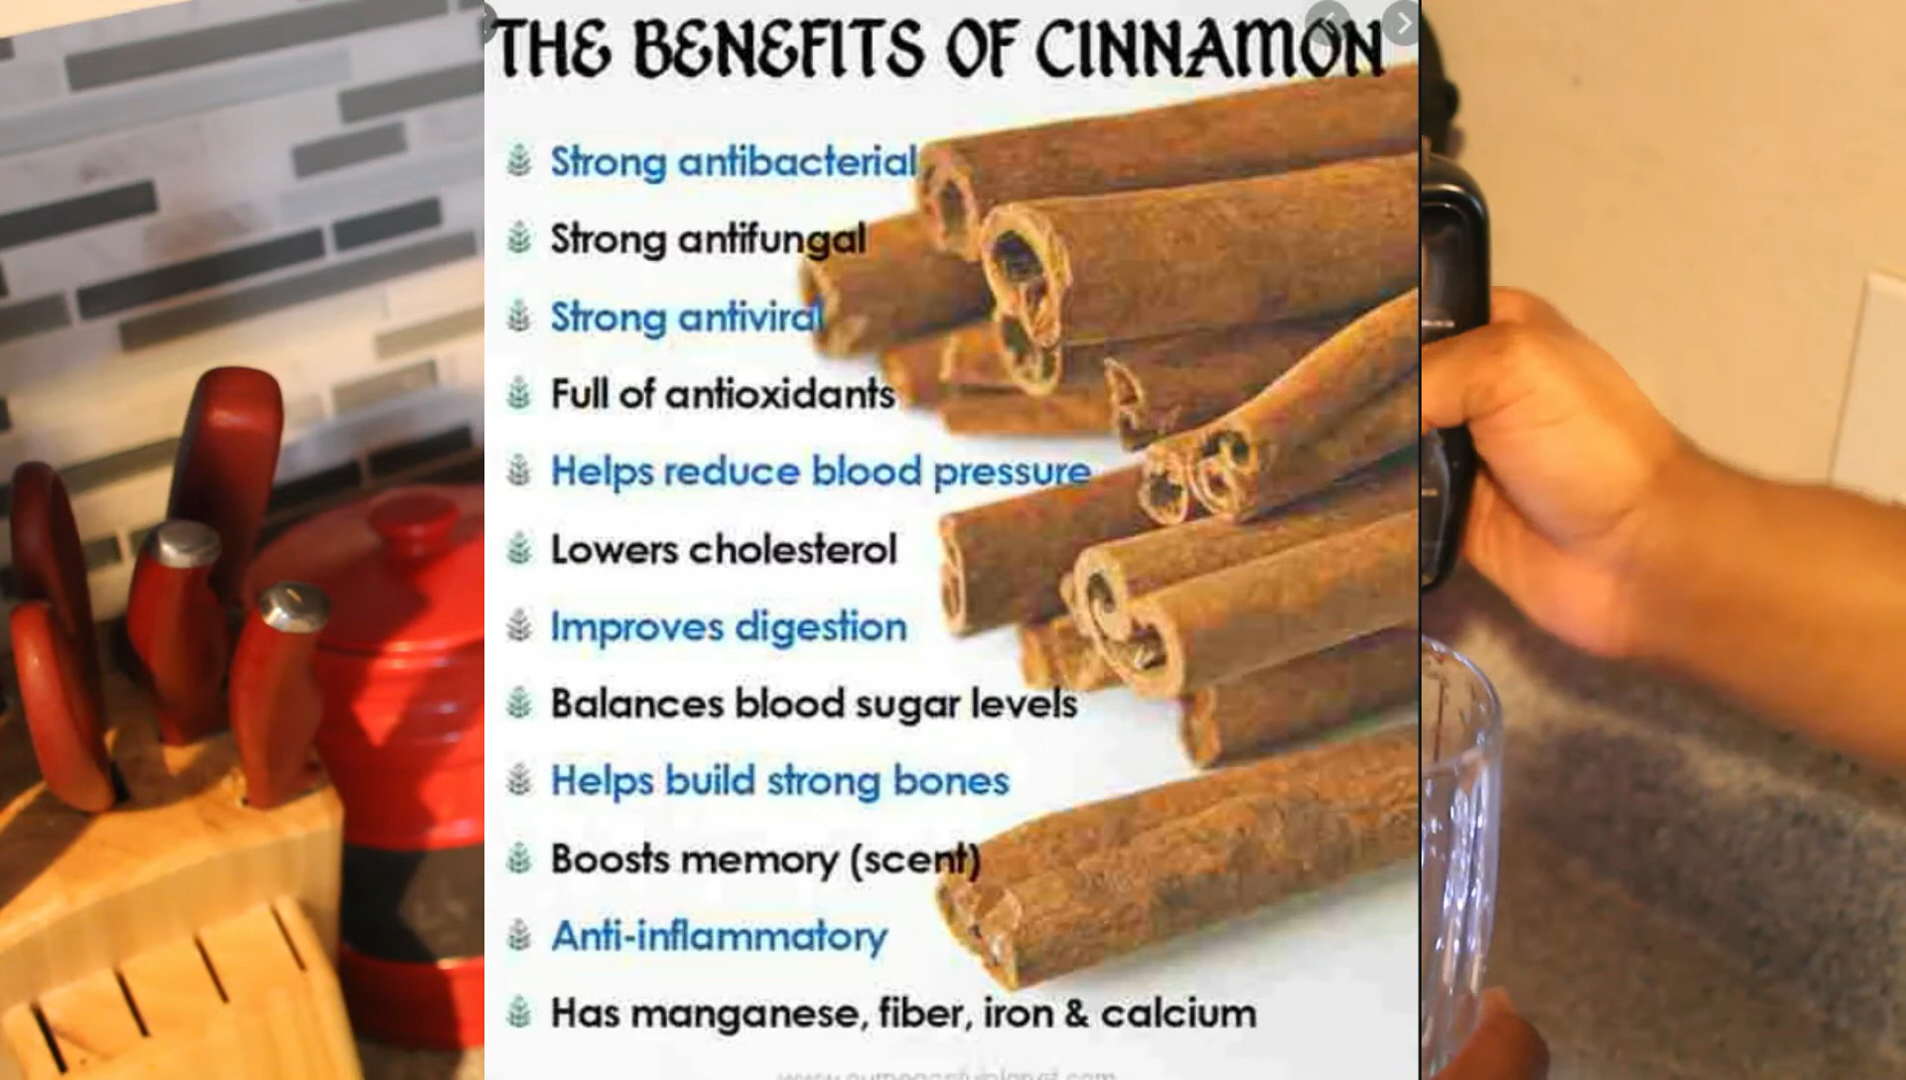 THE BENEFITS OF CINNAMON
Strong antibacterial
Strong antifungal
Strong antiviral
Full of antioxidants
Helps reduce blood pressure
Lowers cholesterol
Improves digestion
Balances blood sugar levels
Helps build strong bones
Boosts memory (scent)
Anti-inflammatory
Has manganese, fiber, iron & calcium